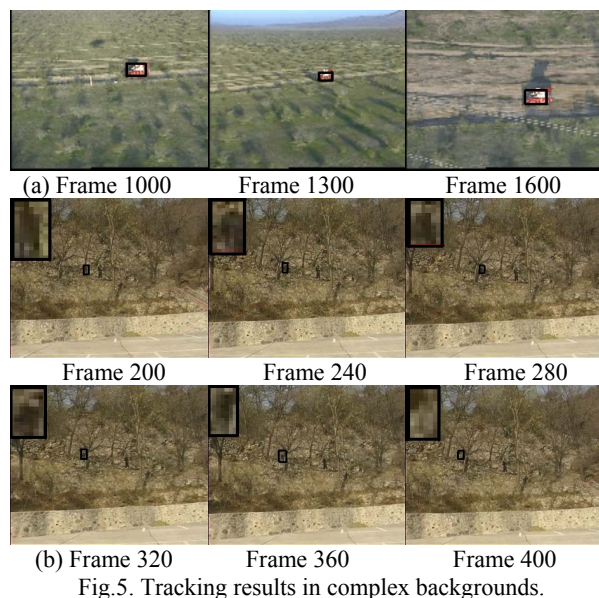 (a) Frame 1000 Frame 1300 Frame 1600
Frame 200 Frame 240 Frame 280
(b) Frame 320 Frame 360 Frame 400
Fig.5. Tracking results in complex backgrounds.